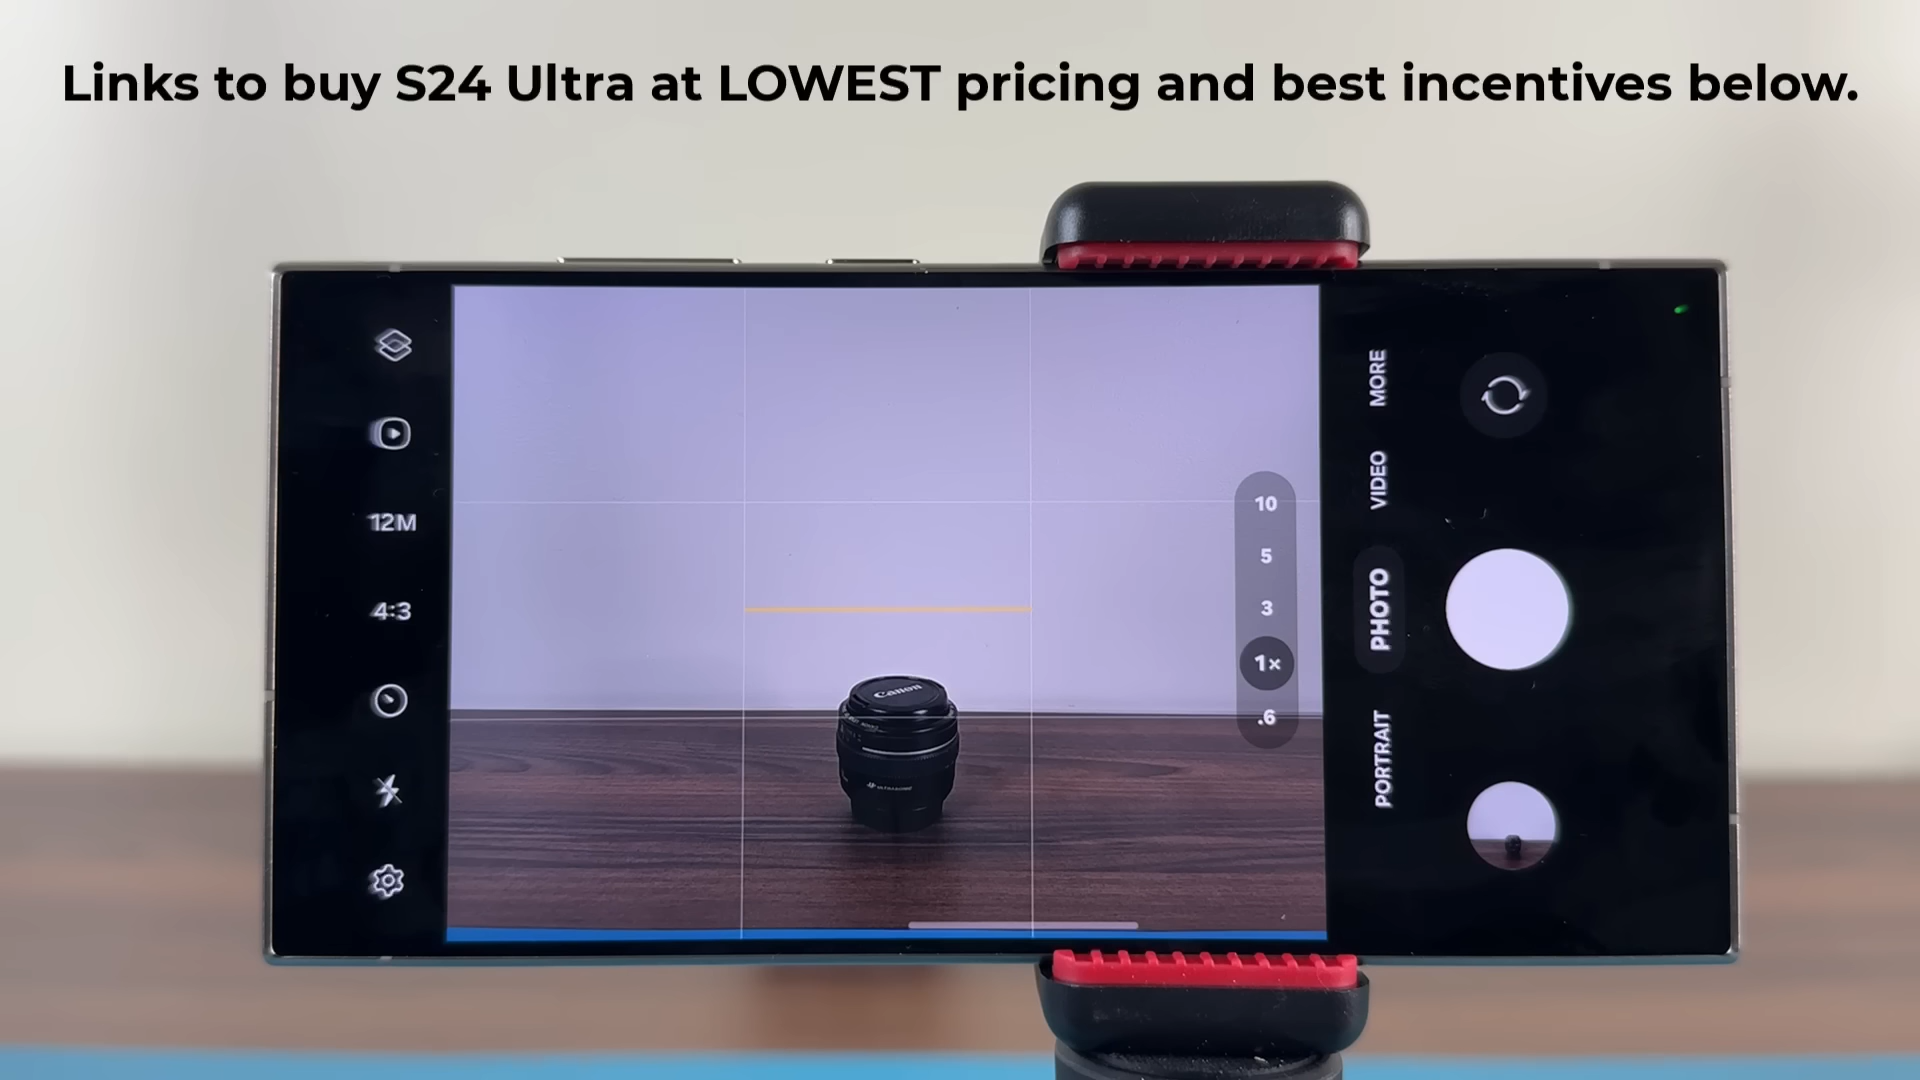 Links to buy S24 Ultra at LOWEST pricing and best incentives below.
12M
4:3
Canon
ULTRASONIC
10
5
3
1×
.6
MORE
VIDEO
PHOTO
PORTRAIT